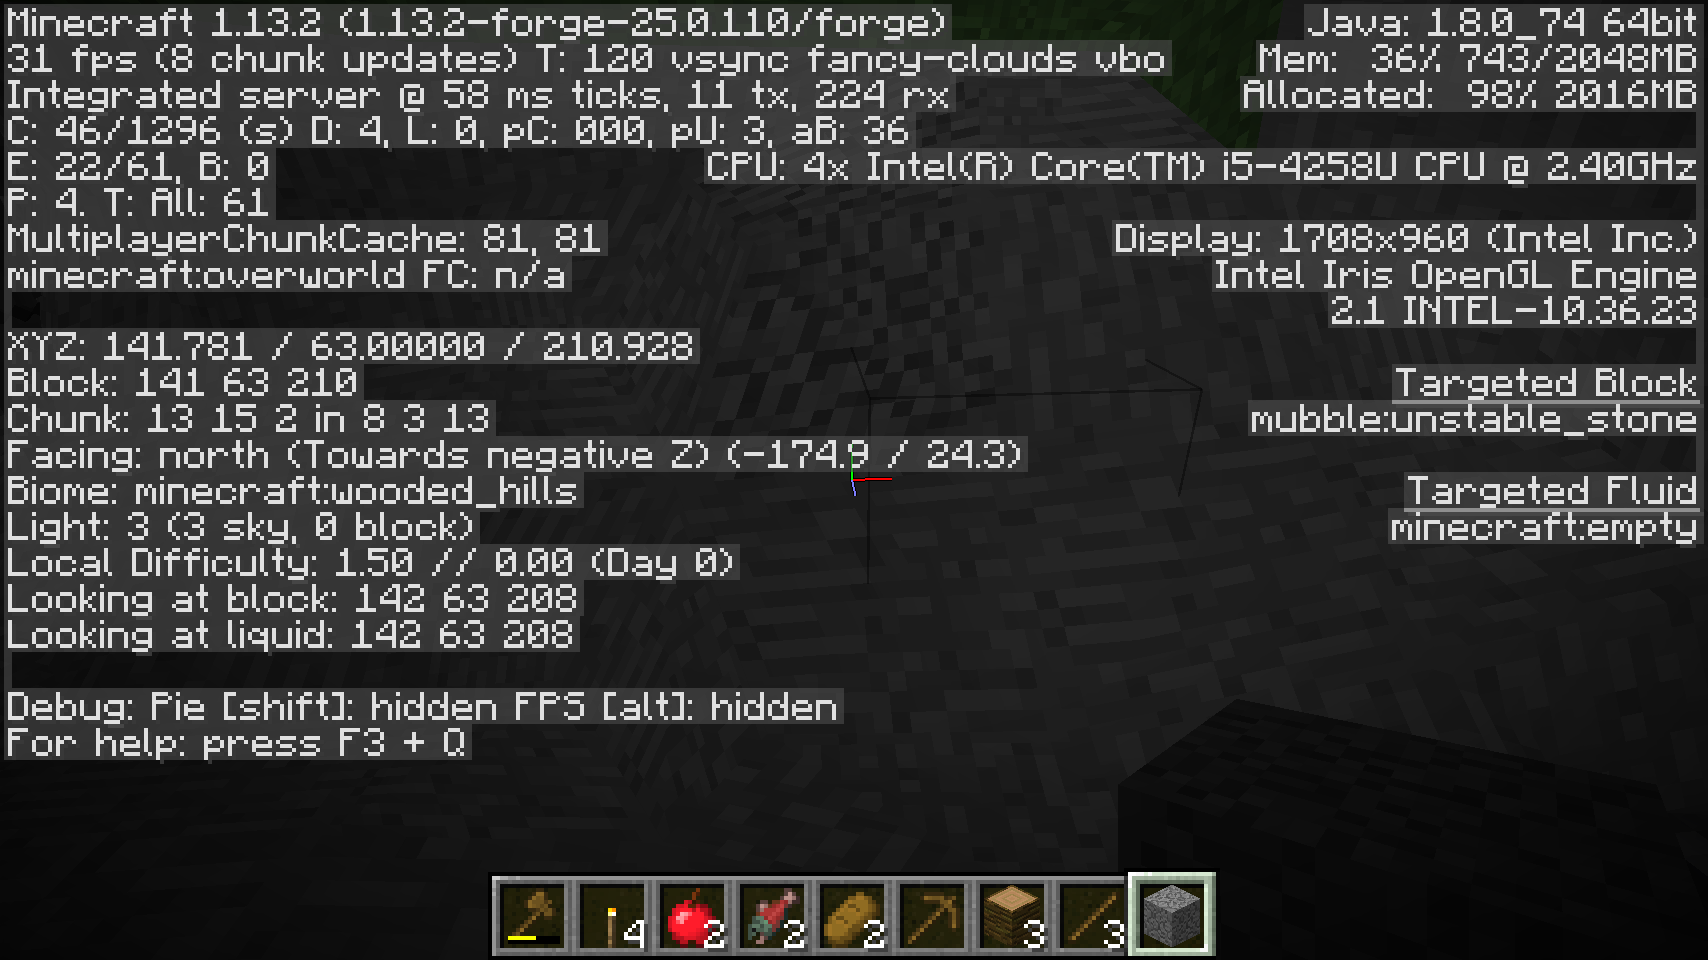 Minecraft 1.13.2 (1.13.2-forge-25.0.110/forge)
31 fps (8 chunk updates) T: 120 vsync fancy-clouds vbo
Integrated server @ 58 ms ticks, 11 tx, 224 rx
C: 46/1296 (s) D: 4, L: 0, pC: 000, pU: 3, aB: 36
E: 22/61, B: 0
P: 4. T: All: 61
MultiplayerChunkCache: 81, 81
minecraft:overworld FC: n/a
XYZ: 141.781 / 63.00000 / 210.928
Block: 141 63 210
Chunk: 13 15 2 in 8 3 13
Facing: north (Towards negative Z) (-174.9 / 24.3)
Biome: minecraft:wooded_hills
Light: 3 (3 sky, 0 block)
Local Difficulty: 1.50 // 0.00 (Day 0)
Looking at block: 142 63 208
Looking at liquid: 142 63 208
Debug: Pie [shift]: hidden FPS [alt]: hidden
For help: press F3 + Q
Java: 1.8.0_74 64bit
Mem: 36% 743/2048MB
Allocated: 98% 2016MB
CPU: 4x Intel(R) Core(TM) i5-4258U CPU @ 2.40GHz
Display: 1708x960 (Intel Inc.)
Intel Iris OpenGL Engine
2.1 INTEL-10.36.23
Targeted Block
mubble:unstable_stone
Targeted Fluid
minecraft:empty
4 2 2 2 3 3